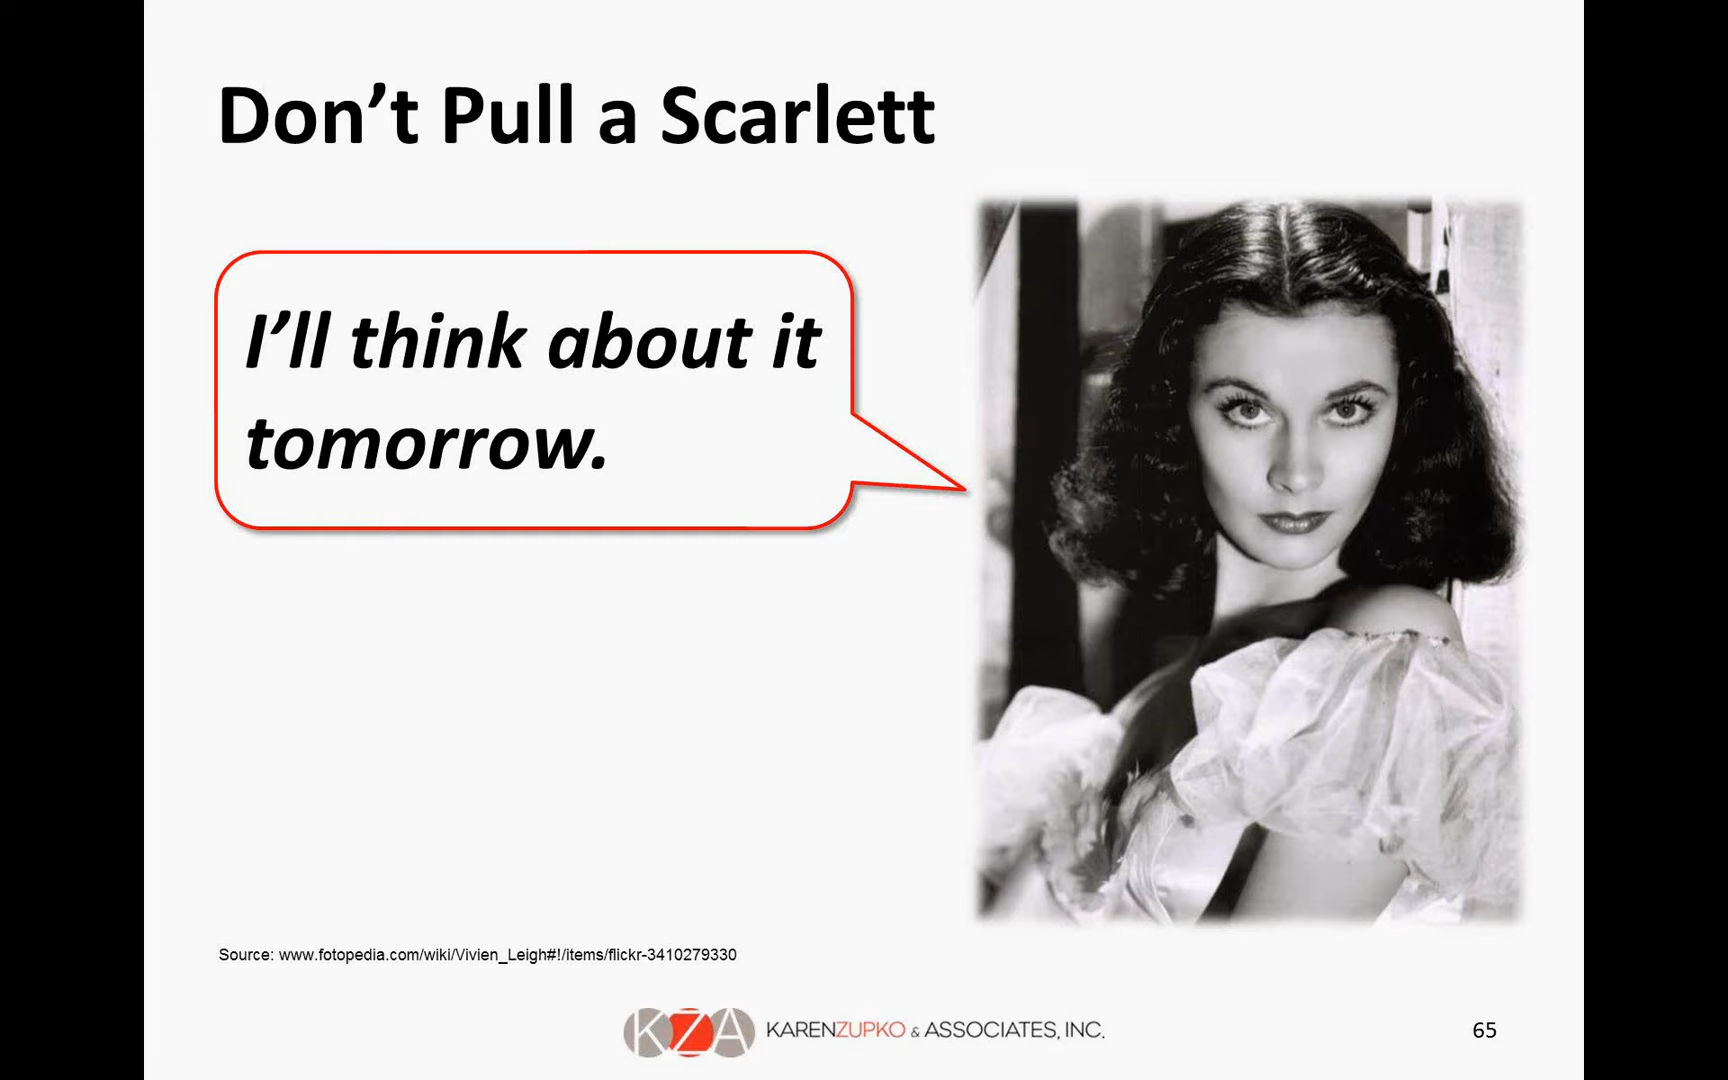 Don’t Pull a Scarlett
I’ll think about it
tomorrow.
Source: www.fotopedia.com/wiki/Vivien_Leigh#!/items/flickr-3410279330
KZA KARENZUPKO & ASSOCIATES, INC.
65